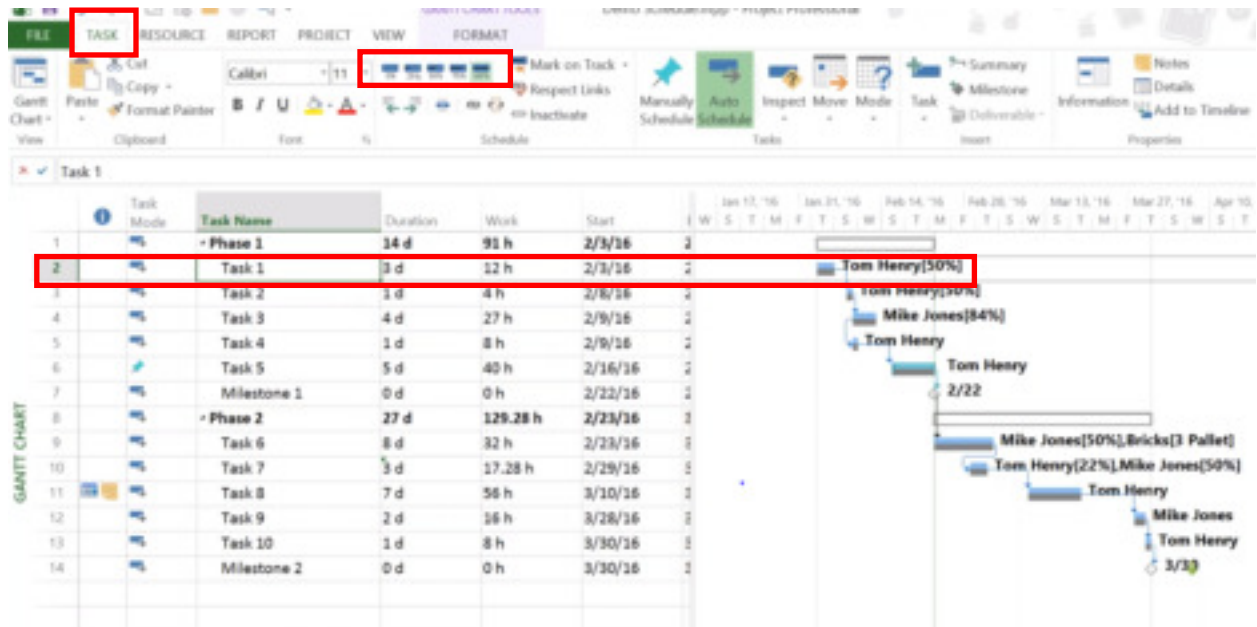 GANTT CHART TOOLS Demo Scheduler.mpp - Project Professional
FILE TASK RESOURCE REPORT PROJECT VIEW FORMAT
Cut Calibri 11 Mark on Track Summary Notes
Copy Respect Links Milestone Details
Gantt Chart Paste Format Painter B I U A Inactivate Manually Schedule Auto Schedule Inspect Move Mode Task Deliverable Information Add to Timeline
View Clipboard Font Schedule Tasks Insert Properties
Task 1
Task Mode Task Name Duration Work Start Jan 17, '16 Jan 31, '16 Feb 14, '16 Feb 28, '16 Mar 13, '16 Mar 27, '16 Apr 10,
W S T M F T S W S T M F T S W S T M F T S W S T
1 Phase 1 14 d 91 h 2/3/16 2
2 Task 1 3 d 12 h 2/3/16 2 Tom Henry[50%]
3 Task 2 1 d 4 h 2/8/16 2 Tom Henry[50%]
4 Task 3 4 d 27 h 2/9/16 2 Mike Jones[84%]
5 Task 4 1 d 8 h 2/9/16 2 Tom Henry
6 Task 5 5 d 40 h 2/16/16 2 Tom Henry
7 Milestone 1 0 d 0 h 2/22/16 2 2/22
8 Phase 2 27 d 129.28 h 2/23/16
9 Task 6 8 d 32 h 2/23/16 Mike Jones[50%],Bricks[3 Pallet]
10 Task 7 3 d 17.28 h 2/29/16 Tom Henry[22%],Mike Jones[50%]
11 Task 8 7 d 56 h 3/10/16 Tom Henry
12 Task 9 2 d 16 h 3/28/16 Mike Jones
13 Task 10 1 d 8 h 3/30/16 Tom Henry
14 Milestone 2 0 d 0 h 3/30/16 3/30
GANTT CHART